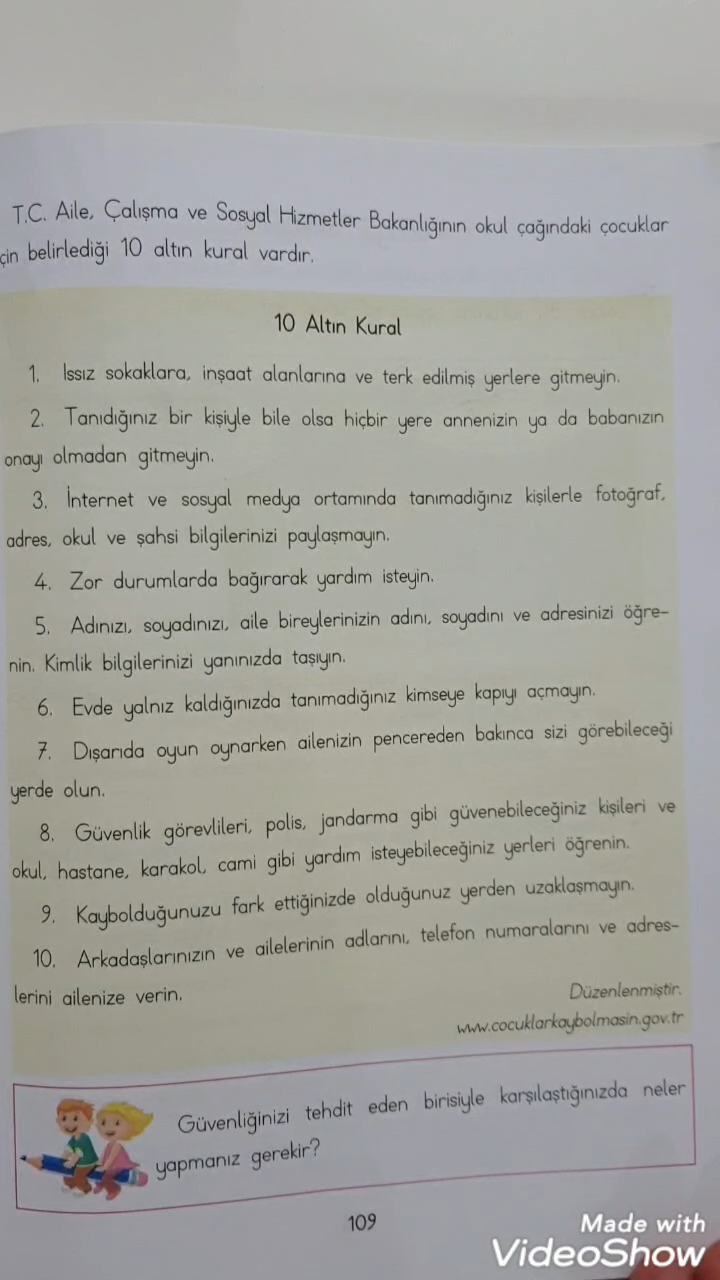 T.C. Aile, Çalışma ve Sosyal Hizmetler Bakanlığının okul çağındaki çocuklar
çin belirlediği 10 altın kural vardır.
10 Altın Kural
1. Issız sokaklara, inşaat alanlarına ve terk edilmiş yerlere gitmeyin.
2. Tanıdığınız bir kişiyle bile olsa hiçbir yere annenizin ya da babanızın
onayı olmadan gitmeyin.
3. İnternet ve sosyal medya ortamında tanımadığınız kişilerle fotoğraf,
adres, okul ve şahsi bilgilerinizi paylaşmayın.
4. Zor durumlarda bağırarak yardım isteyin.
5. Adınızı, soyadınızı, aile bireylerinizin adını, soyadını ve adresinizi öğre-
nin. Kimlik bilgilerinizi yanınızda taşıyın.
6. Evde yalnız kaldığınızda tanımadığınız kimseye kapıyı açmayın.
7. Dışarıda oyun oynarken ailenizin pencereden bakınca sizi görebileceği
yerde olun.
8. Güvenlik görevlileri, polis, jandarma gibi güvenebileceğiniz kişileri ve
okul, hastane, karakol, cami gibi yardım isteyebileceğiniz yerleri öğrenin.
9. Kaybolduğunuzu fark ettiğinizde olduğunuz yerden uzaklaşmayın.
10. Arkadaşlarınızın ve ailelerinin adlarını, telefon numaralarını ve adres-
lerini ailenize verin.
Düzenlenmiştir.
www.cocuklarkaybolmasin.gov.tr
Güvenliğinizi tehdit eden birisiyle karşılaştığınızda neler
yapmanız gerekir?
109
Made with
VideoShow